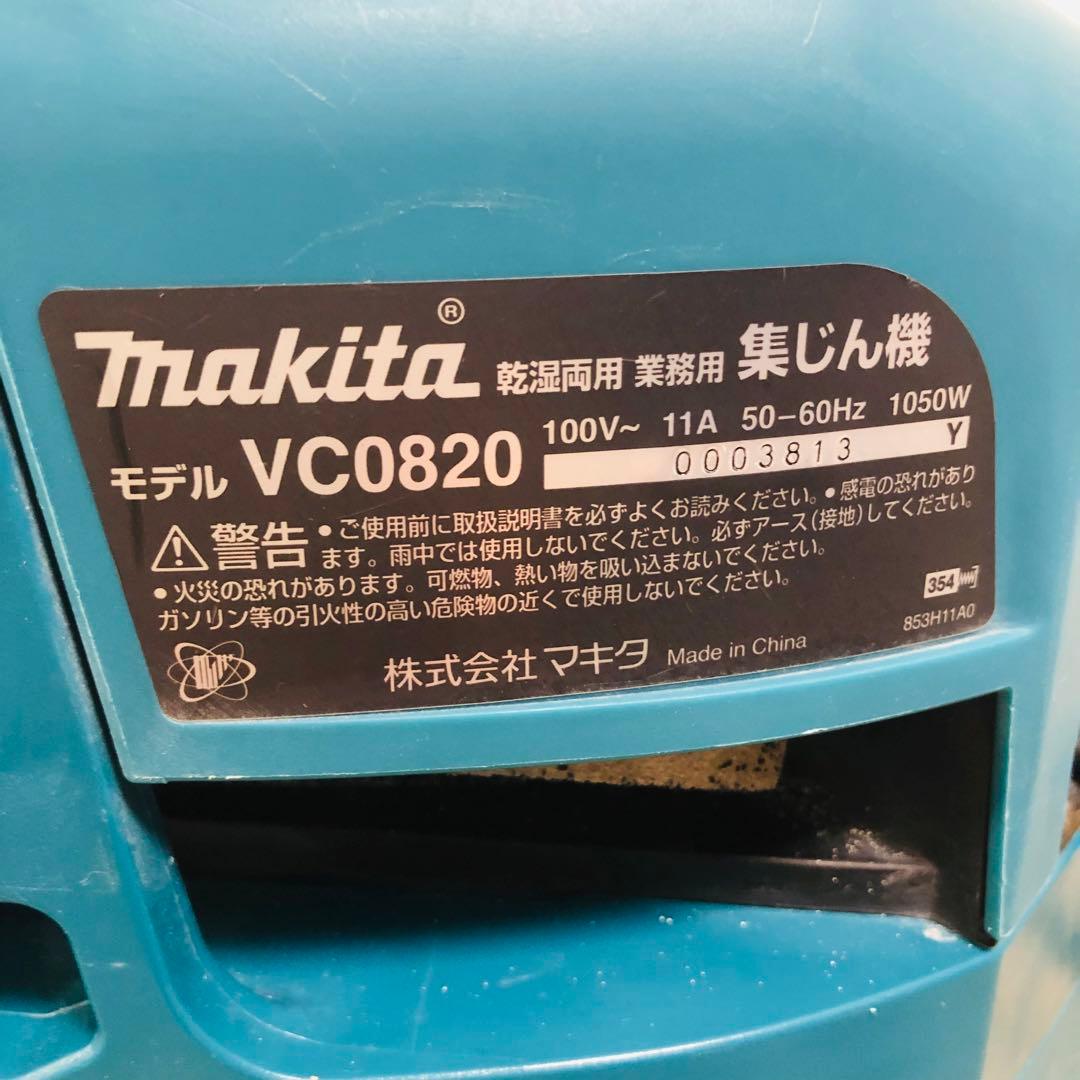 makita®
乾湿両用 業務用 集じん機
モデル VC0820
100V~ 11A 50-60Hz 1050W
0003813 Y
警告
●ご使用前に取扱説明書を必ずよくお読みください。●感電の恐れがあり
ます。雨中では使用しないでください。必ずアース(接地)してください。
●火災の恐れがあります。可燃物、熱い物を吸い込まないでください。
ガソリン等の引火性の高い危険物の近くで使用しないでください。
354
853H11A0
株式会社 マキタ Made in China